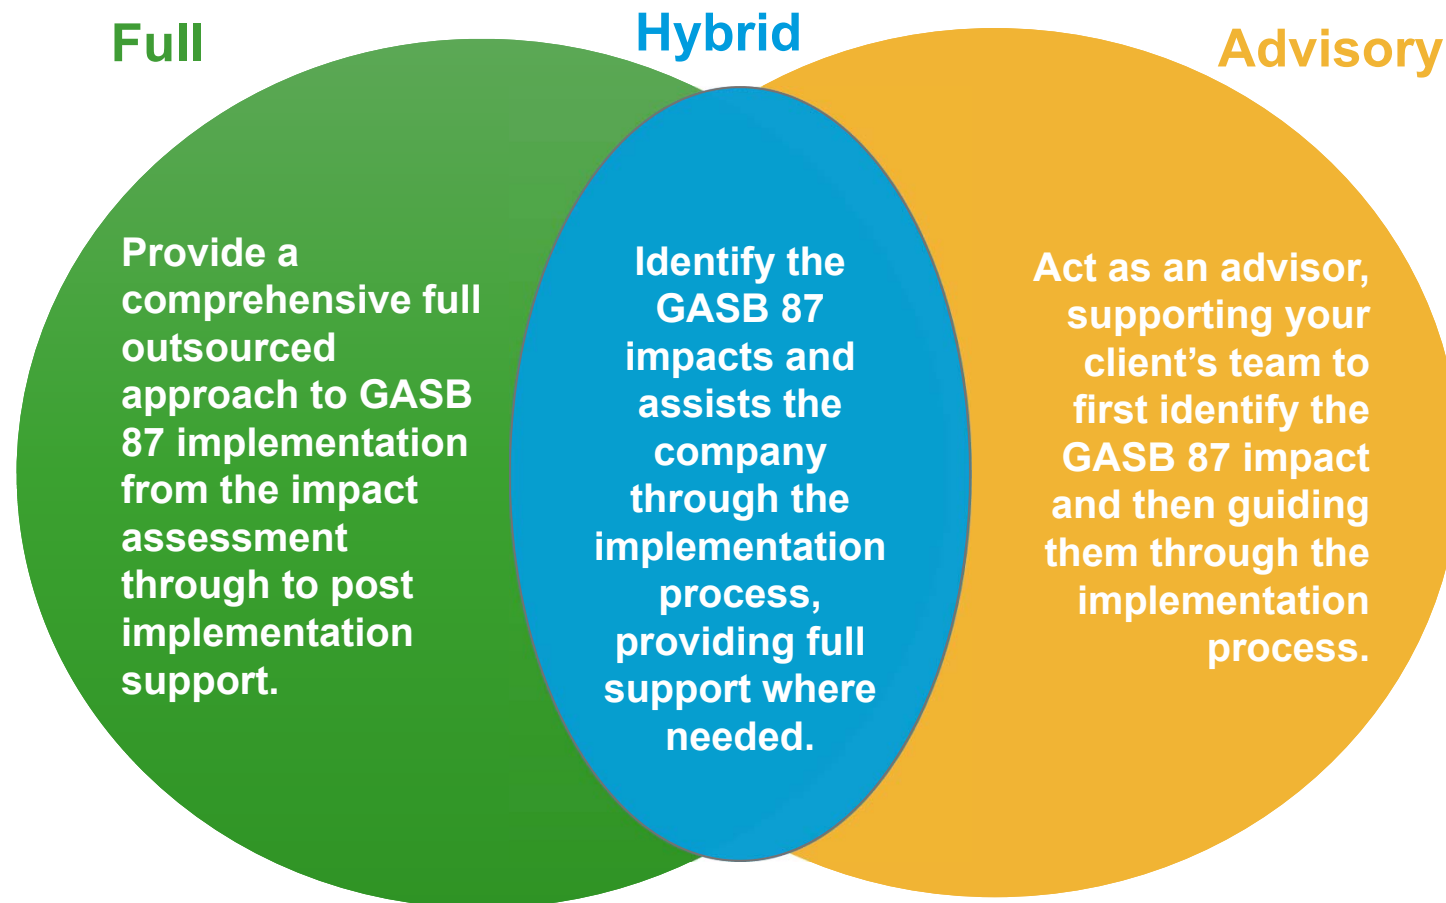 Full
Hybrid
Advisory
Provide a
comprehensive full
outsourced
approach to GASB
87 implementation
from the impact
assessment
through to post
implementation
support.
Identify the
GASB 87
impacts and
assists the
company
through the
implementation
process,
providing full
support where
needed.
Act as an advisor,
supporting your
client’s team to
first identify the
GASB 87 impact
and then guiding
them through the
implementation
process.